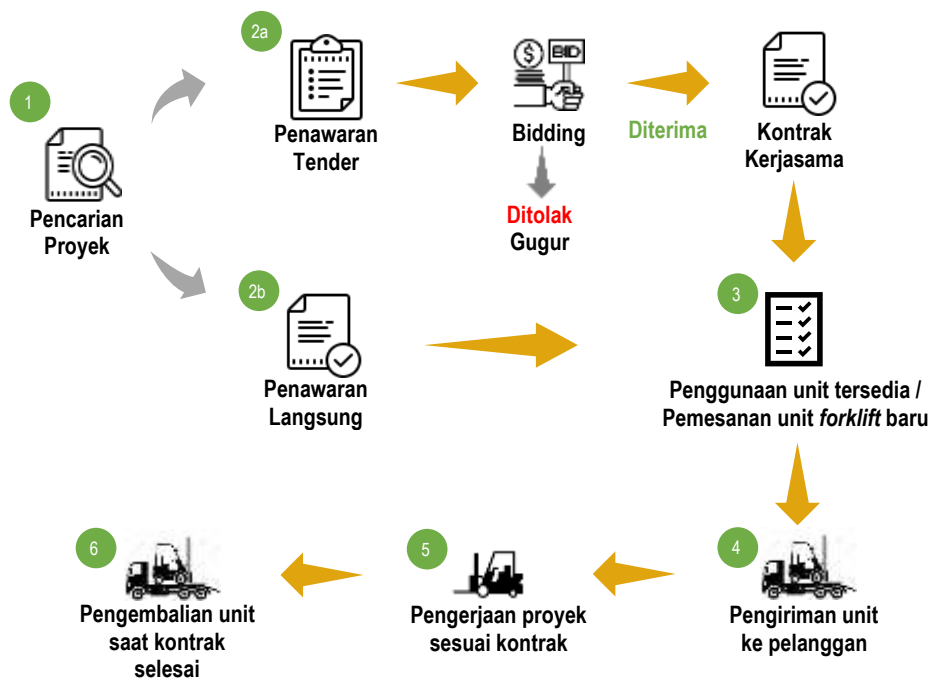 1
Pencarian
Proyek
2a
Penawaran
Tender
$
BID
Bidding
Ditolak
Gugur
Diterima
Kontrak
Kerjasama
2b
Penawaran
Langsung
3
Penggunaan unit tersedia /
Pemesanan unit forklift baru
4
Pengiriman unit
ke pelanggan
5
Pengerjaan proyek
sesuai kontrak
6
Pengembalian unit
saat kontrak
selesai